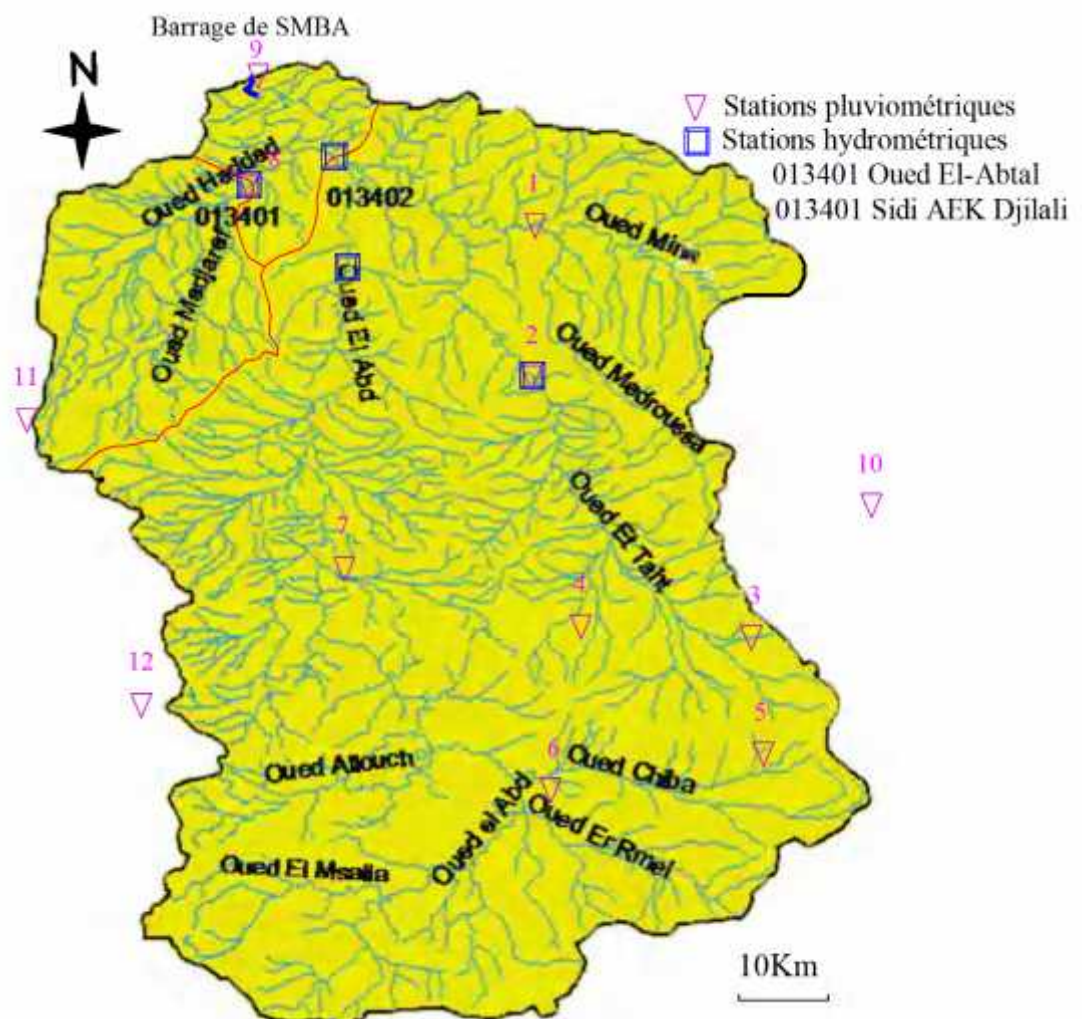 Barrage de SMBA
9
N
Stations pluviométriques
Stations hydrométriques
013401 Oued El-Abtal
013401 Sidi AEK Djilali
Oued Haddad
8
013401
013402
1
Oued Mina
Oued Medjarer
Oued El Abd
2
Oued Medroussa
11
10
Oued Et Taht
7
4
3
12
5
6
Oued Allouch
Oued Chiba
Oued el Abd
Oued Er Rmel
Oued El Msalla
10Km